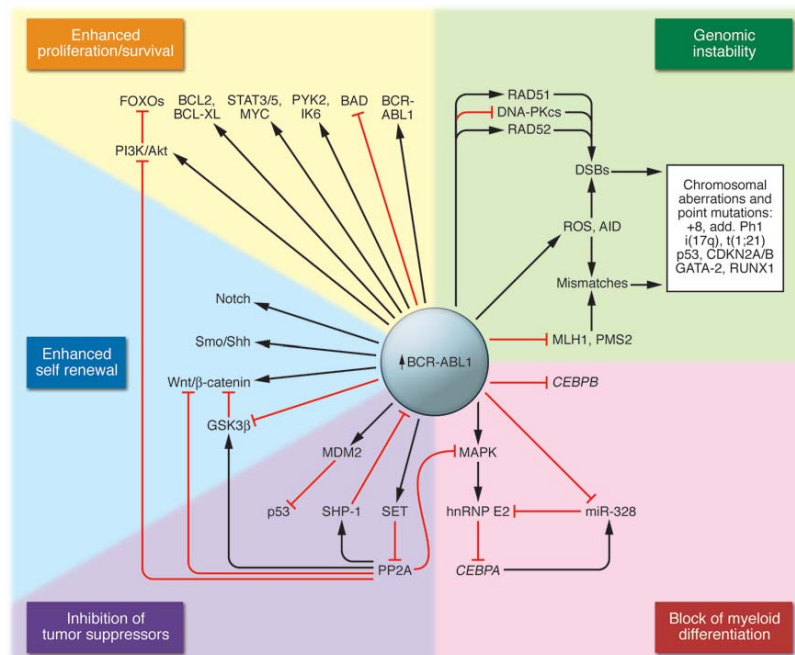 Enhanced
proliferation/survival
Genomic
instability
FOXOs
BCL2,
BCL-XL
STAT3/5,
MYC
PYK2,
IK6
BAD
BCR-
ABL1
PI3K/Akt
RAD51
DNA-PKcs
RAD52
DSBs
ROS, AID
Mismatches
MLH1, PMS2
Chromosomal
aberrations and
point mutations:
+8, add. Ph1
i(17q), t(1;21)
p53, CDKN2A/B
GATA-2, RUNX1
Notch
Smo/Shh
Enhanced
self renewal
Wnt/β-catenin
GSK3β
BCR-ABL1
CEBPB
MDM2
p53
SHP-1
SET
PP2A
MAPK
hnRNP E2
miR-328
CEBPA
Inhibition of
tumor suppressors
Block of myeloid
differentiation